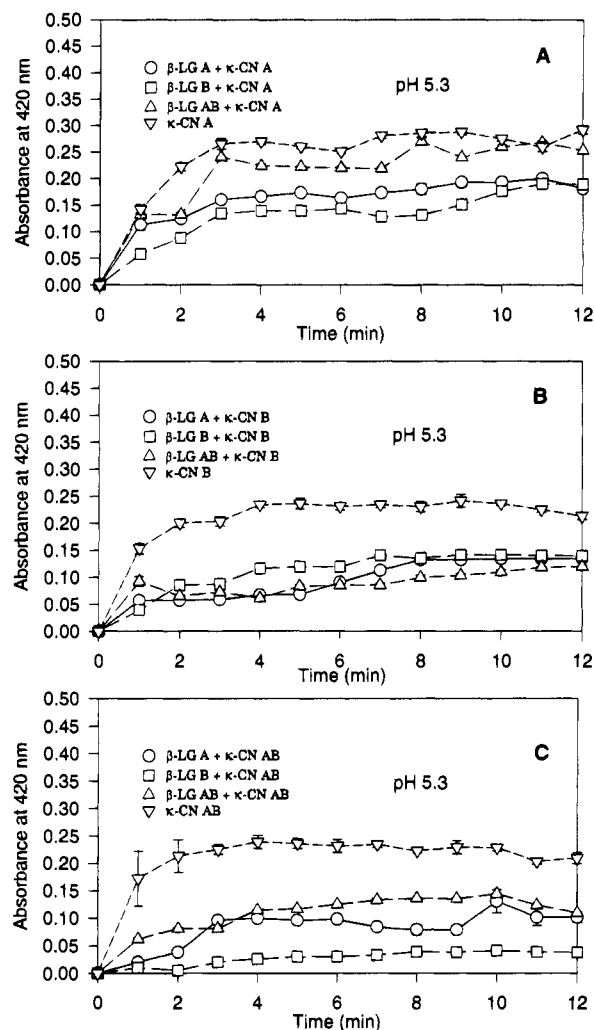 0.50
A
0.45
○ β-LG A + κ-CN A
0.40
□ β-LG B + κ-CN A
pH 5.3
0.35
△ β-LG AB + κ-CN A
0.30
▽ κ-CN A
0.25
0.20
0.15
0.10
0.05
0.00
Absorbance at 420 nm
0 2 4 6 8 10 12
Time (min)
0.50
B
0.45
○ β-LG A + κ-CN B
0.40
□ β-LG B + κ-CN B
pH 5.3
0.35
△ β-LG AB + κ-CN B
0.30
▽ κ-CN B
0.25
0.20
0.15
0.10
0.05
0.00
Absorbance at 420 nm
0 2 4 6 8 10 12
Time (min)
0.50
C
0.45
○ β-LG A + κ-CN AB
0.40
□ β-LG B + κ-CN AB
pH 5.3
0.35
△ β-LG AB + κ-CN AB
0.30
▽ κ-CN AB
0.25
0.20
0.15
0.10
0.05
0.00
Absorbance at 420 nm
0 2 4 6 8 10 12
Time (min)